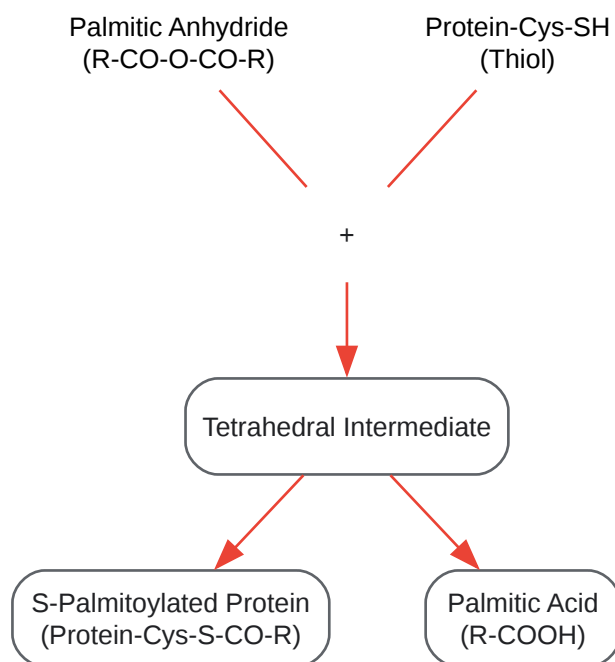 Palmitic Anhydride
(R-CO-O-CO-R)
Protein-Cys-SH
(Thiol)
+
Tetrahedral Intermediate
S-Palmitoylated Protein
(Protein-Cys-S-CO-R)
Palmitic Acid
(R-COOH)